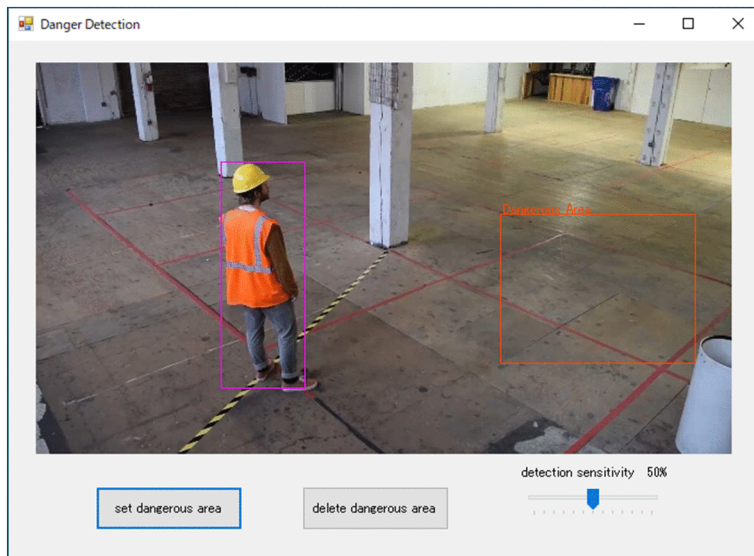 Danger Detection
Dangerous Area
detection sensitivity 50%
set dangerous area
delete dangerous area